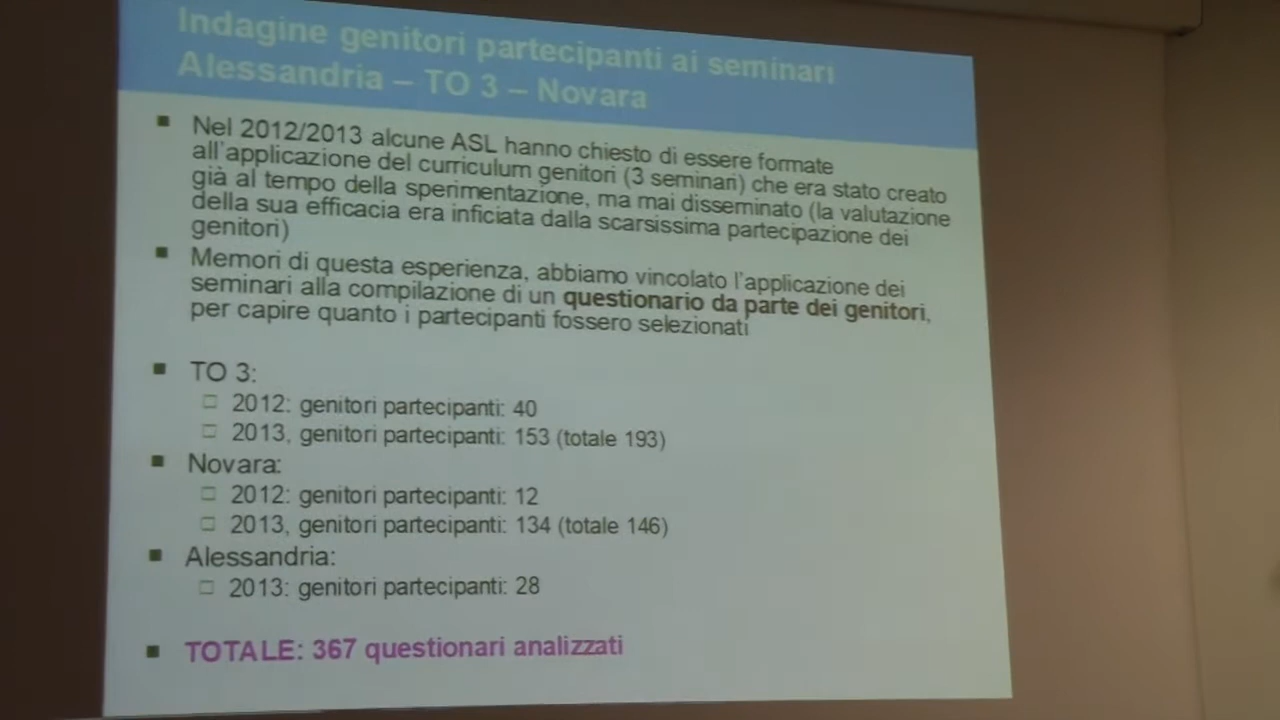 Indagine genitori partecipanti ai seminari
Alessandria – TO 3 – Novara
Nel 2012/2013 alcune ASL hanno chiesto di essere formate
all'applicazione del curriculum genitori (3 seminari) che era stato creato
già al tempo della sperimentazione, ma mai disseminato (la valutazione
della sua efficacia era inficiata dalla scarsissima partecipazione dei
genitori)
Memori di questa esperienza, abbiamo vincolato l'applicazione dei
seminari alla compilazione di un questionario da parte dei genitori,
per capire quanto i partecipanti fossero selezionati
TO 3:
2012: genitori partecipanti: 40
2013, genitori partecipanti: 153 (totale 193)
Novara:
2012: genitori partecipanti: 12
2013, genitori partecipanti: 134 (totale 146)
Alessandria:
2013: genitori partecipanti: 28
TOTALE: 367 questionari analizzati